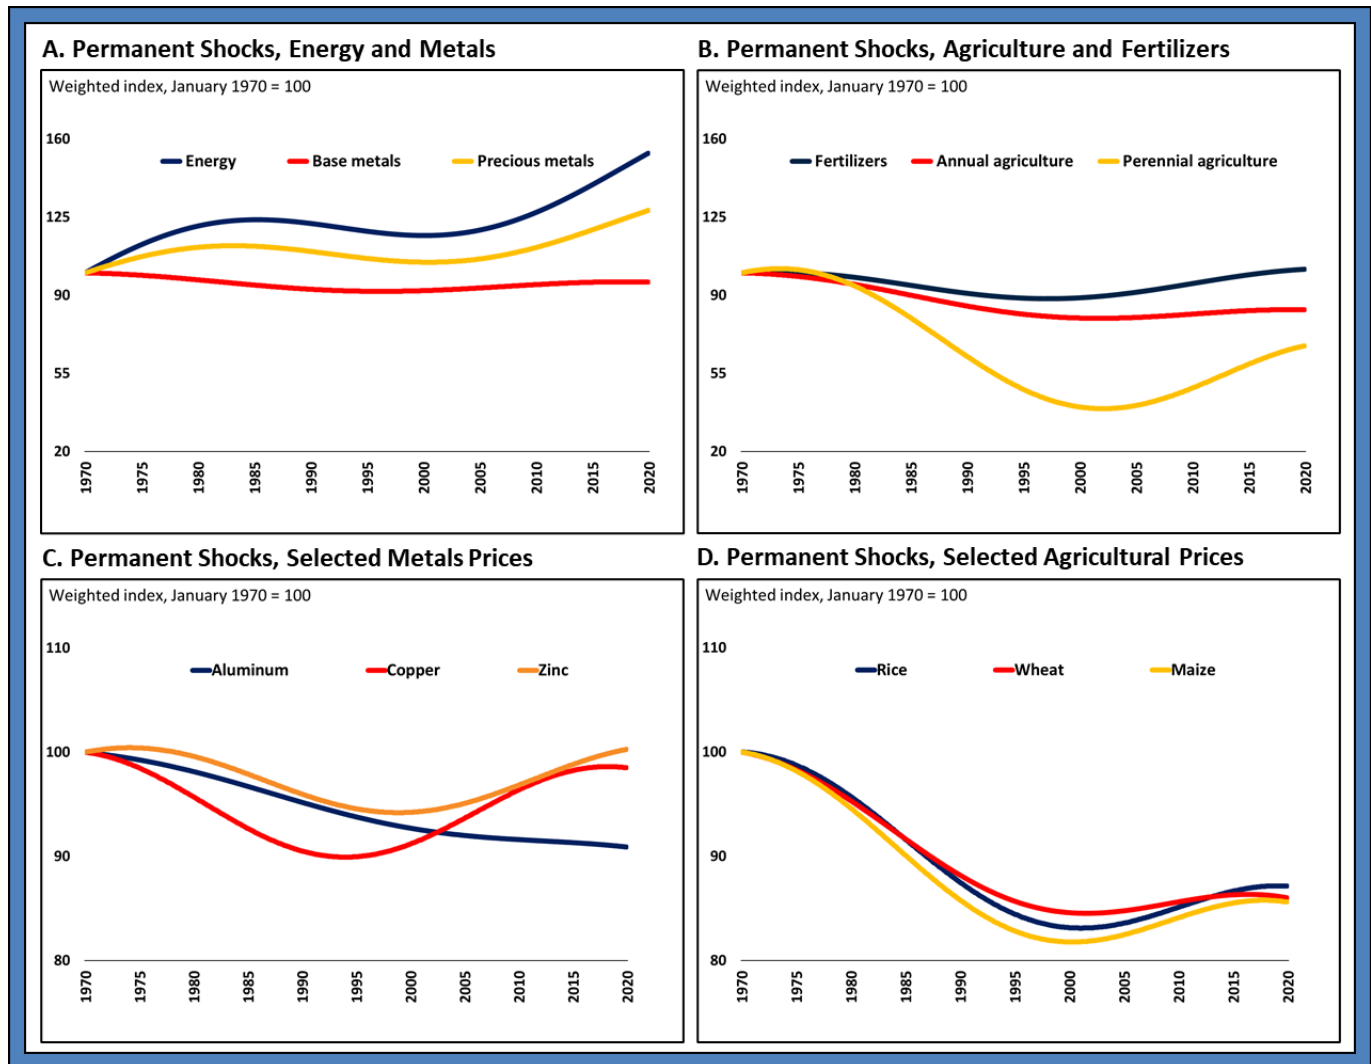 A. Permanent Shocks, Energy and Metals
Weighted index, January 1970 = 100
160
Energy Base metals Precious metals
125
90
55
20
1970 1975 1980 1985 1990 1995 2000 2005 2010 2015 2020
B. Permanent Shocks, Agriculture and Fertilizers
Weighted index, January 1970 = 100
160
Fertilizers Annual agriculture Perennial agriculture
125
90
55
20
1970 1975 1980 1985 1990 1995 2000 2005 2010 2015 2020
C. Permanent Shocks, Selected Metals Prices
Weighted index, January 1970 = 100
110
Aluminum Copper Zinc
100
90
80
1970 1975 1980 1985 1990 1995 2000 2005 2010 2015 2020
D. Permanent Shocks, Selected Agricultural Prices
Weighted index, January 1970 = 100
110
Rice Wheat Maize
100
90
80
1970 1975 1980 1985 1990 1995 2000 2005 2010 2015 2020